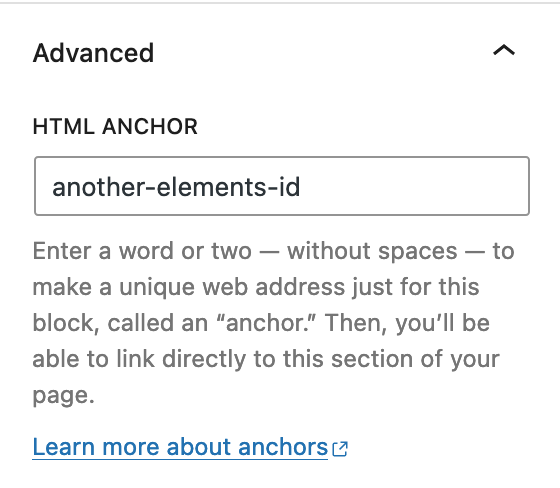 Advanced
HTML ANCHOR
another-elements-id
Enter a word or two — without spaces — to
make a unique web address just for this
block, called an “anchor.” Then, you’ll be
able to link directly to this section of your
page.
Learn more about anchors